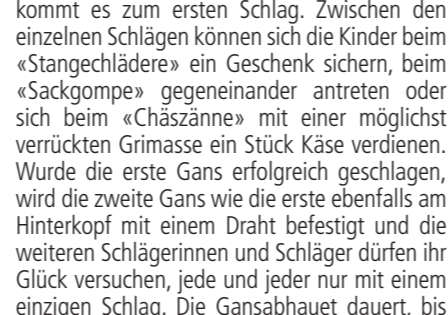 kommt es zum ersten Schlag. Zwischen den
einzelnen Schlägen können sich die Kinder beim
«Stangechlädere» ein Geschenk sichern, beim
«Sackgompe» gegeneinander antreten oder
sich beim «Chäszänne» mit einer möglichst
verrückten Grimasse ein Stück Käse verdienen.
Wurde die erste Gans erfolgreich geschlagen,
wird die zweite Gans wie die erste ebenfalls am
Hinterkopf mit einem Draht befestigt und die
weiteren Schlägerinnen und Schläger dürfen ihr
Glück versuchen, jede und jeder nur mit einem
einzigen Schlag. Die Gansabhauet dauert, bis